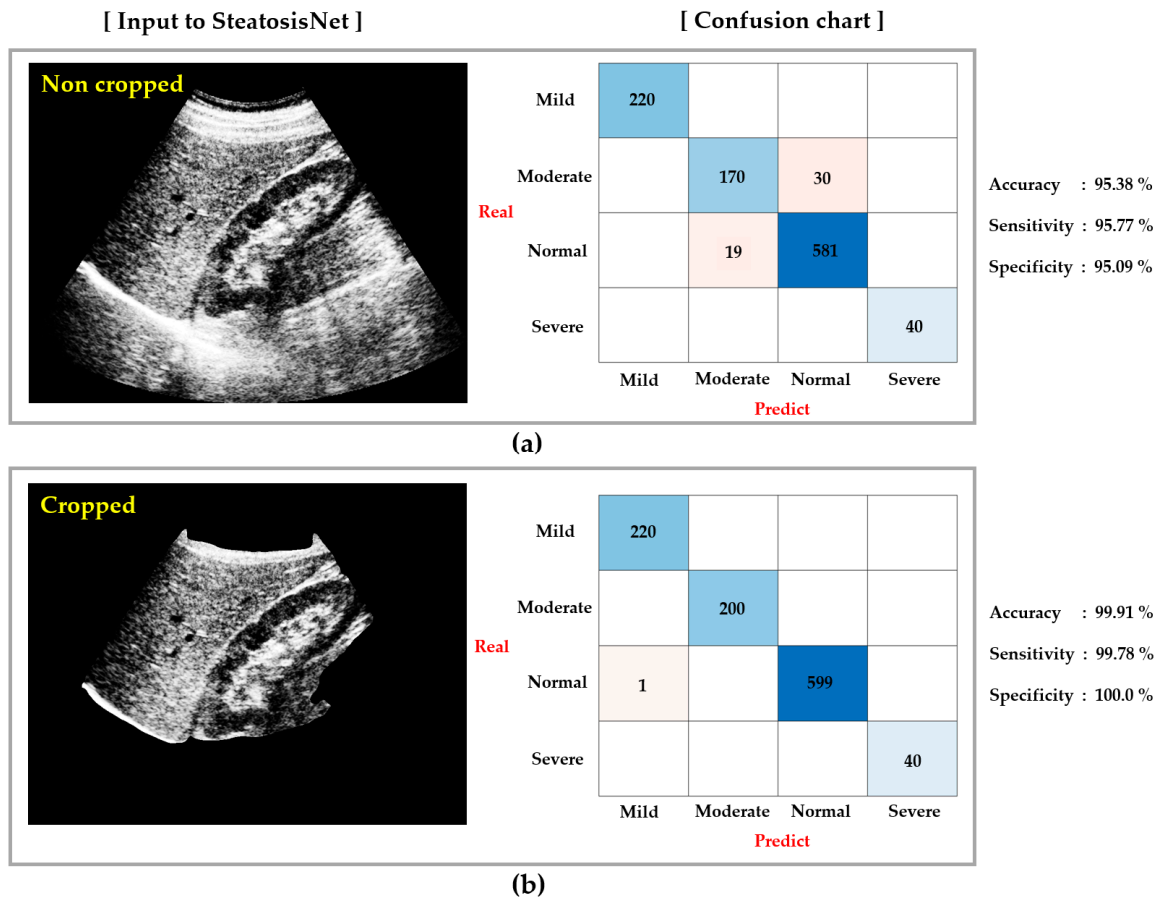 [ Input to SteatosisNet ]
[ Confusion chart ]
Non cropped
Mild
220
Moderate
170
30
Real
Normal
19
581
Severe
40
Mild
Moderate
Normal
Severe
Predict
Accuracy : 95.38 %
Sensitivity : 95.77 %
Specificity : 95.09 %
(a)
Cropped
Mild
220
Moderate
200
Real
Normal
1
599
Severe
40
Mild
Moderate
Normal
Severe
Predict
Accuracy : 99.91 %
Sensitivity : 99.78 %
Specificity : 100.0 %
(b)